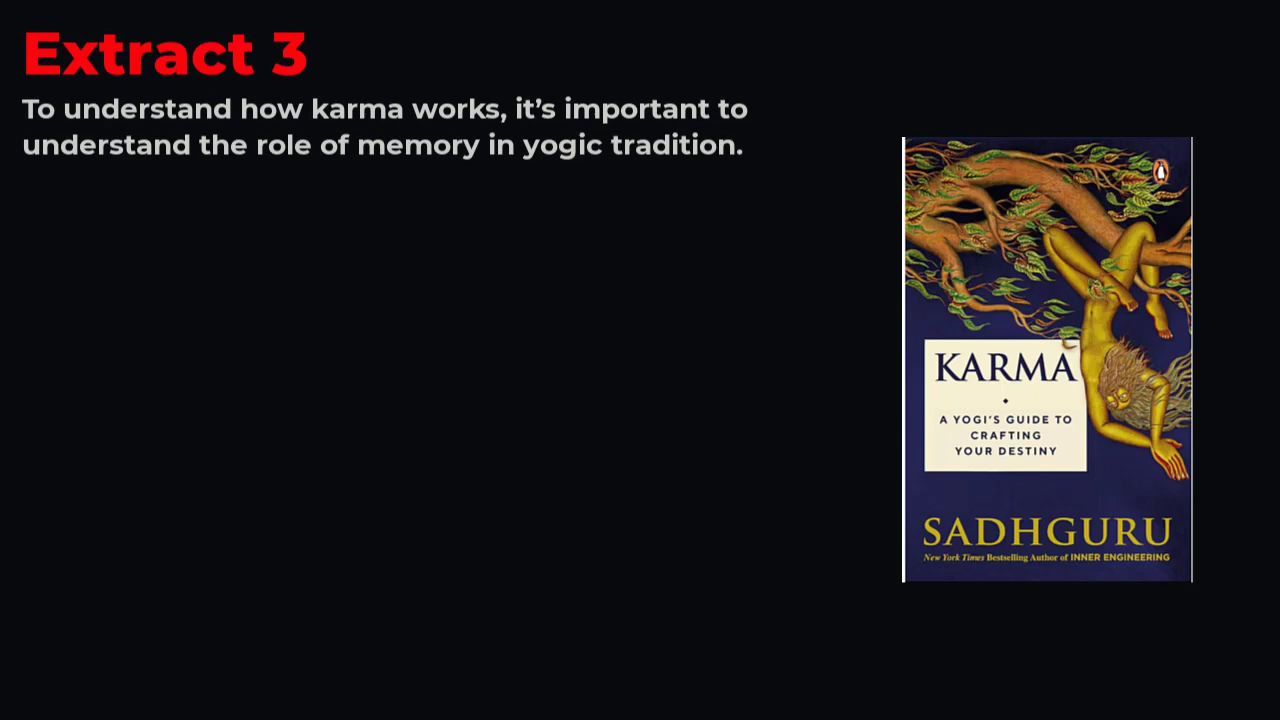 Extract 3
To understand how karma works, it’s important to
understand the role of memory in yogic tradition.
KARMA
A YOGI'S GUIDE TO
CRAFTING
YOUR DESTINY
SADHGURU
New York Times Bestselling Author of INNER ENGINEERING